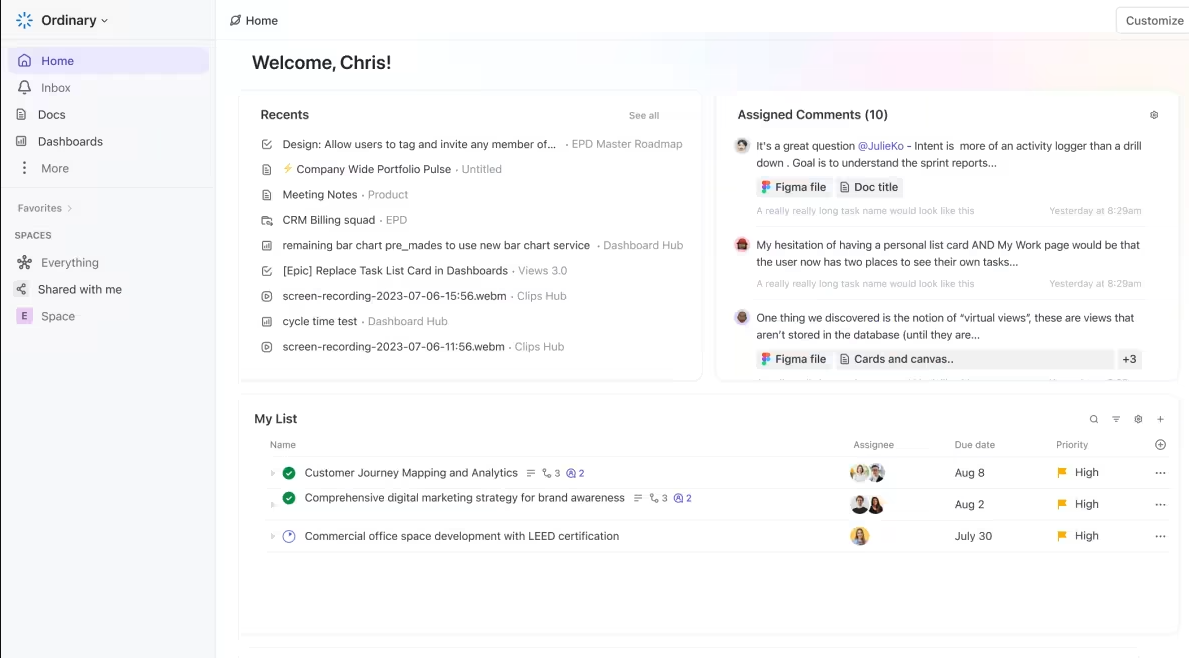 Ordinary
Home
Inbox
Docs
Dashboards
More
Favorites
SPACES
Everything
Shared with me
E Space
Home
Customize
Welcome, Chris!
Recents See all
Design: Allow users to tag and invite any member of... · EPD Master Roadmap
⚡ Company Wide Portfolio Pulse · Untitled
Meeting Notes · Product
CRM Billing squad · EPD
remaining bar chart pre_mades to use new bar chart service · Dashboard Hub
[Epic] Replace Task List Card in Dashboards · Views 3.0
screen-recording-2023-07-06-15:56.webm · Clips Hub
cycle time test · Dashboard Hub
screen-recording-2023-07-06-11:56.webm · Clips Hub
Assigned Comments (10)
It's a great question @JulieKo - Intent is more of an activity logger than a drill
down . Goal is to understand the sprint reports...
Figma file Doc title
A really really long task name would look like this Yesterday at 8:29am
My hesitation of having a personal list card AND My Work page would be that
the user now has two places to see their own tasks...
A really really long task name would look like this Yesterday at 8:29am
One thing we discovered is the notion of “virtual views”, these are views that
aren’t stored in the database (until they are...
Figma file Cards and canvas.. +3
My List
Name Assignee Due date Priority
Customer Journey Mapping and Analytics 3 2 Aug 8 High
Comprehensive digital marketing strategy for brand awareness 3 2 Aug 2 High
Commercial office space development with LEED certification July 30 High